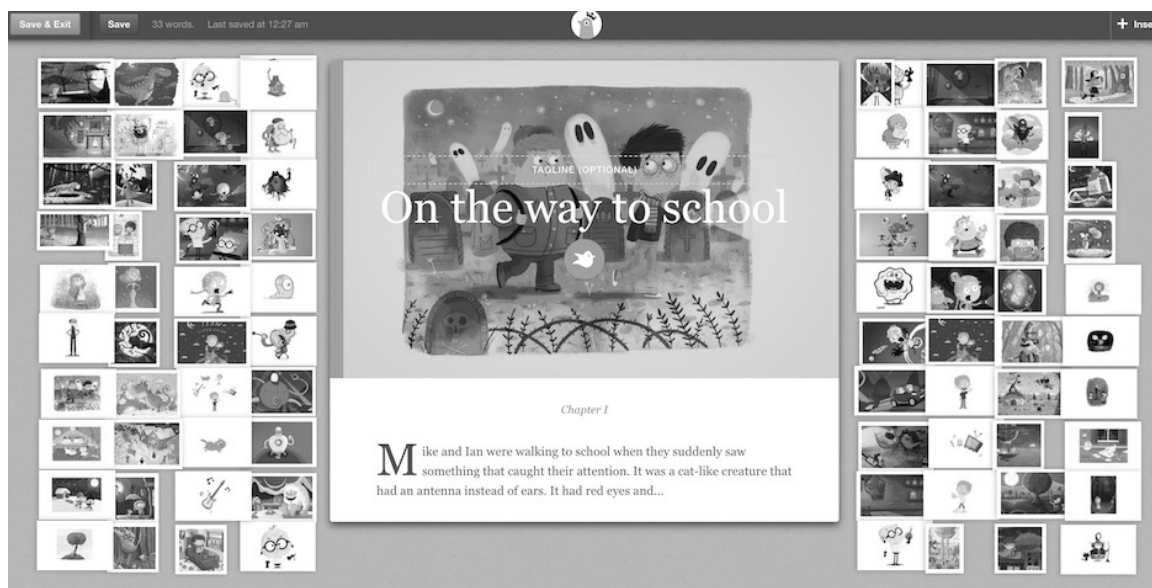 Save & Exit
Save
33 words.
Last saved at 12:27 am
TAGLINE (OPTIONAL)
On the way to school
Chapter I
Mike and Ian were walking to school when they suddenly saw
something that caught their attention. It was a cat-like creature that
had an antenna instead of ears. It had red eyes and...